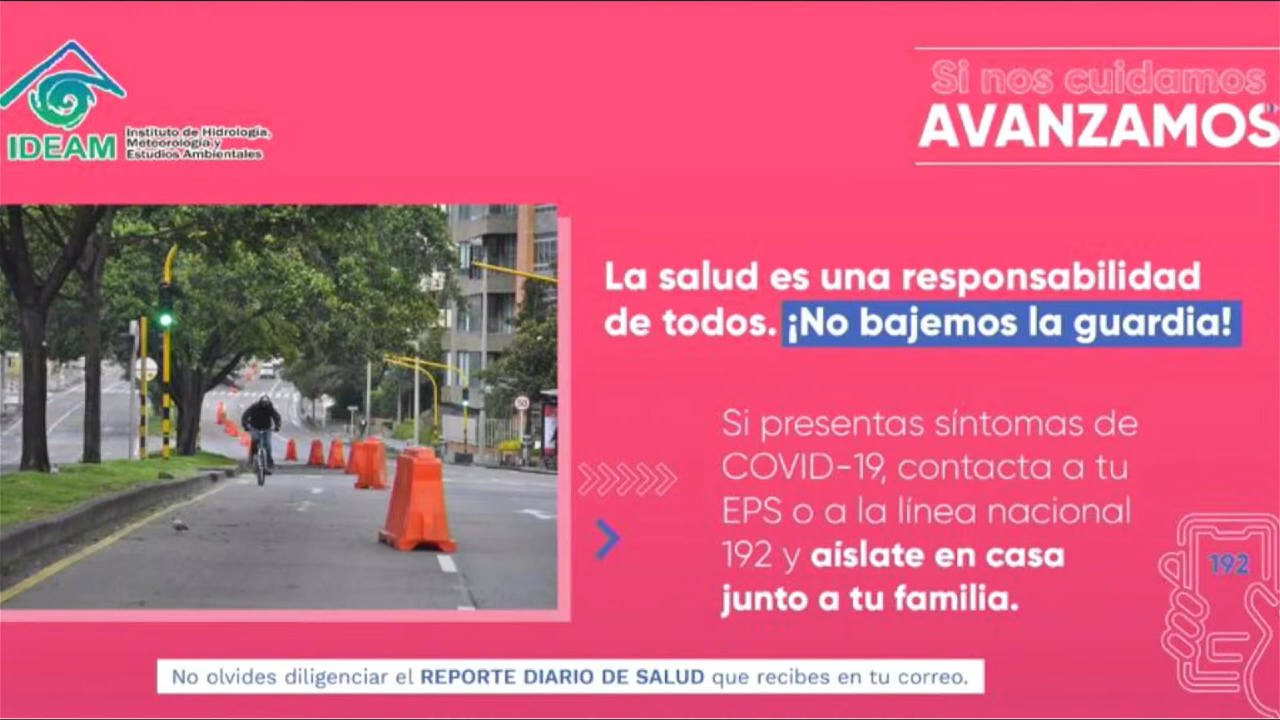 IDEAM
Instituto de Hidrología,
Meteorología y
Estudios Ambientales
Si nos cuidamos
AVANZAMOS
La salud es una responsabilidad
de todos. ¡No bajemos la guardia!
50
Si presentas síntomas de
COVID-19, contacta a tu
EPS o a la línea nacional
192 y aíslate en casa
junto a tu familia.
192
No olvides diligenciar el REPORTE DIARIO DE SALUD que recibes en tu correo.